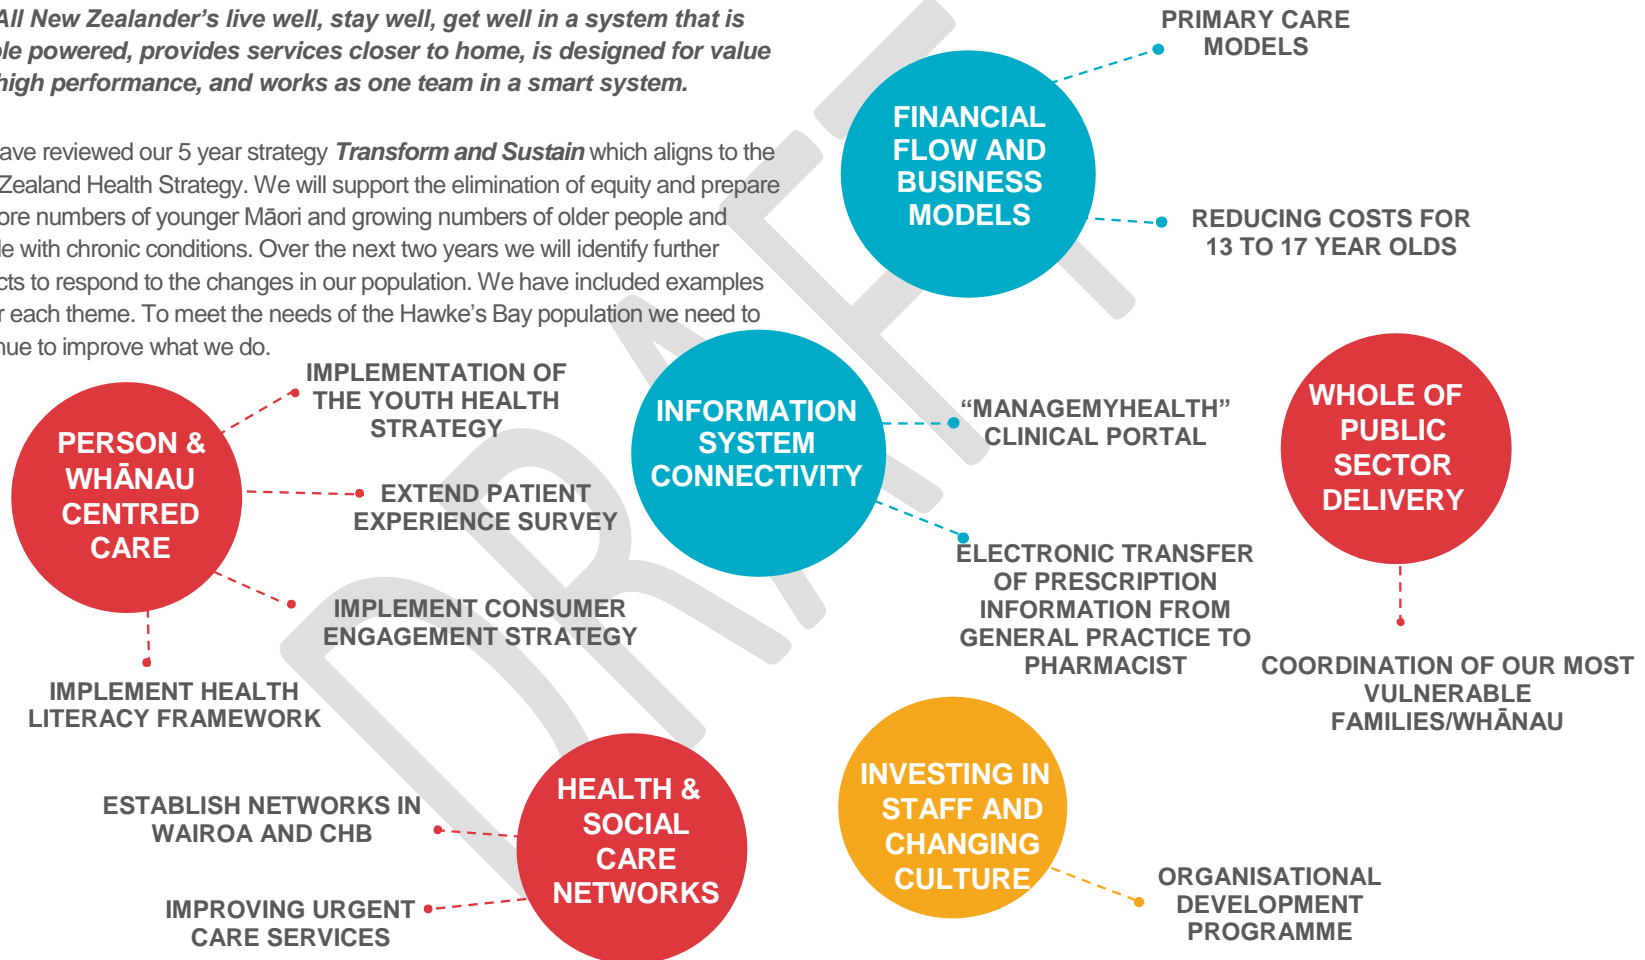 All New Zealander's live well, stay well, get well in a system that is
ple powered, provides services closer to home, is designed for value
high performance, and works as one team in a smart system.
ave reviewed our 5 year strategy Transform and Sustain which aligns to the
Zealand Health Strategy. We will support the elimination of equity and prepare
ore numbers of younger Māori and growing numbers of older people and
le with chronic conditions. Over the next two years we will identify further
cts to respond to the changes in our population. We have included examples
r each theme. To meet the needs of the Hawke's Bay population we need to
nue to improve what we do.
PRIMARY CARE
MODELS
FINANCIAL
FLOW AND
BUSINESS
MODELS
REDUCING COSTS FOR
13 TO 17 YEAR OLDS
IMPLEMENTATION OF
THE YOUTH HEALTH
STRATEGY
PERSON &
WHĀNAU
CENTRED
CARE
EXTEND PATIENT
EXPERIENCE SURVEY
IMPLEMENT CONSUMER
ENGAGEMENT STRATEGY
IMPLEMENT HEALTH
LITERACY FRAMEWORK
INFORMATION
SYSTEM
CONNECTIVITY
“MANAGEMYHEALTH”
CLINICAL PORTAL
ELECTRONIC TRANSFER
OF PRESCRIPTION
INFORMATION FROM
GENERAL PRACTICE TO
PHARMACIST
WHOLE OF
PUBLIC
SECTOR
DELIVERY
COORDINATION OF OUR MOST
VULNERABLE
FAMILIES/WHĀNAU
ESTABLISH NETWORKS IN
WAIROA AND CHB
HEALTH &
SOCIAL
CARE
NETWORKS
IMPROVING URGENT
CARE SERVICES
INVESTING IN
STAFF AND
CHANGING
CULTURE
ORGANISATIONAL
DEVELOPMENT
PROGRAMME
DRAFT